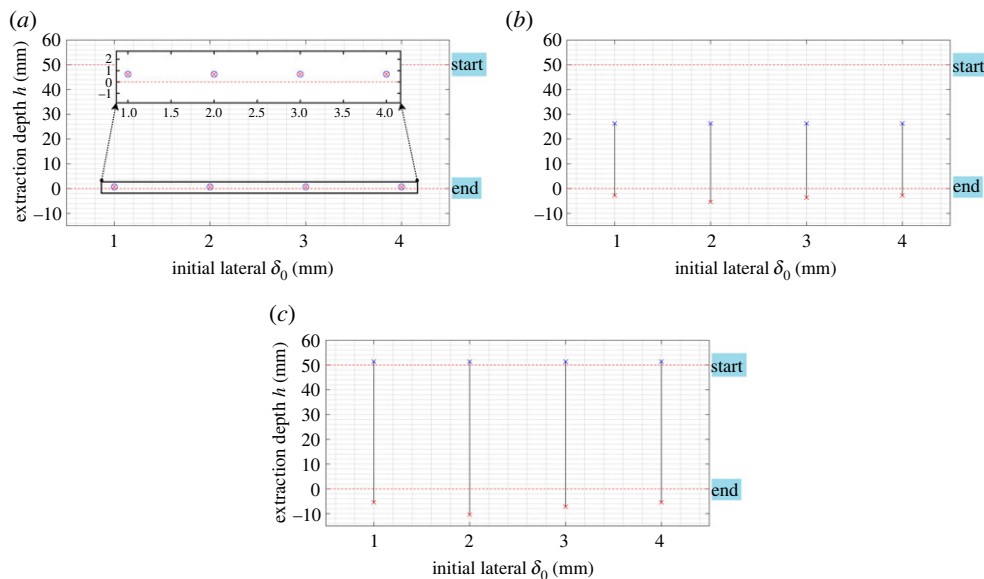 (a)
extraction depth h (mm)
60
50
40
30
20
10
0
−10
start
end
2
1
0
−1
1.0 1.5 2.0 2.5 3.0 3.5 4.0
1 2 3 4
initial lateral δ0 (mm)
(b)
60
50
40
30
20
10
0
−10
start
end
1 2 3 4
initial lateral δ0 (mm)
(c)
extraction depth h (mm)
60
50
40
30
20
10
0
−10
start
end
1 2 3 4
initial lateral δ0 (mm)